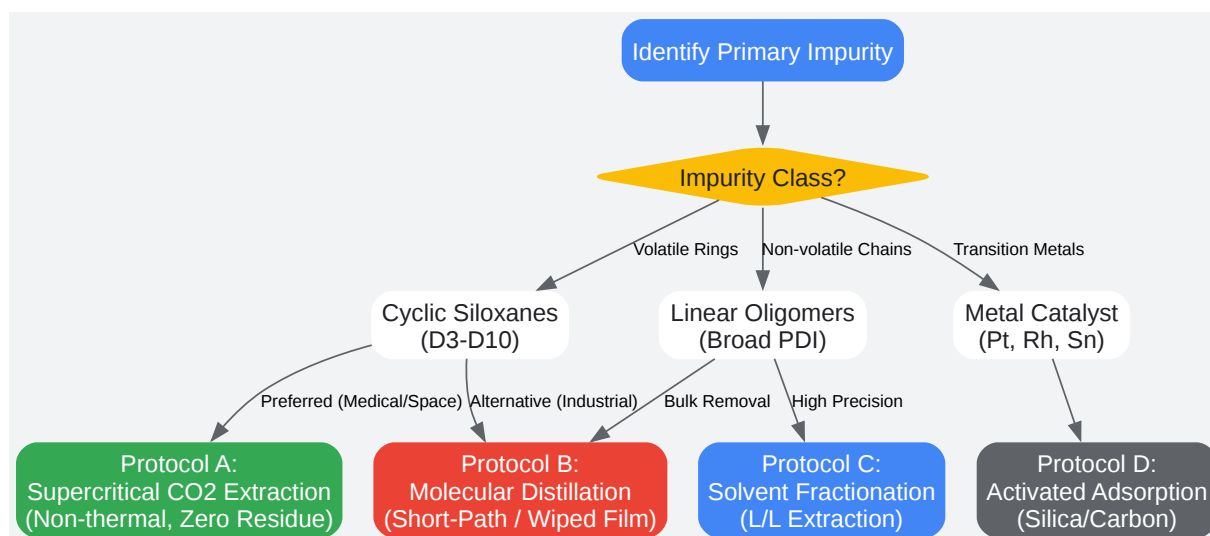 Identify Primary Impurity
Impurity Class?
Volatile Rings
Non-volatile Chains
Transition Metals
Cyclic Siloxanes
(D3-D10)
Linear Oligomers
(Broad PDI)
Metal Catalyst
(Pt, Rh, Sn)
Preferred (Medical/Space)
Alternative (Industrial)
Bulk Removal
High Precision
Protocol A:
Supercritical CO2 Extraction
(Non-thermal, Zero Residue)
Protocol B:
Molecular Distillation
(Short-Path / Wiped Film)
Protocol C:
Solvent Fractionation
(L/L Extraction)
Protocol D:
Activated Adsorption
(Silica/Carbon)